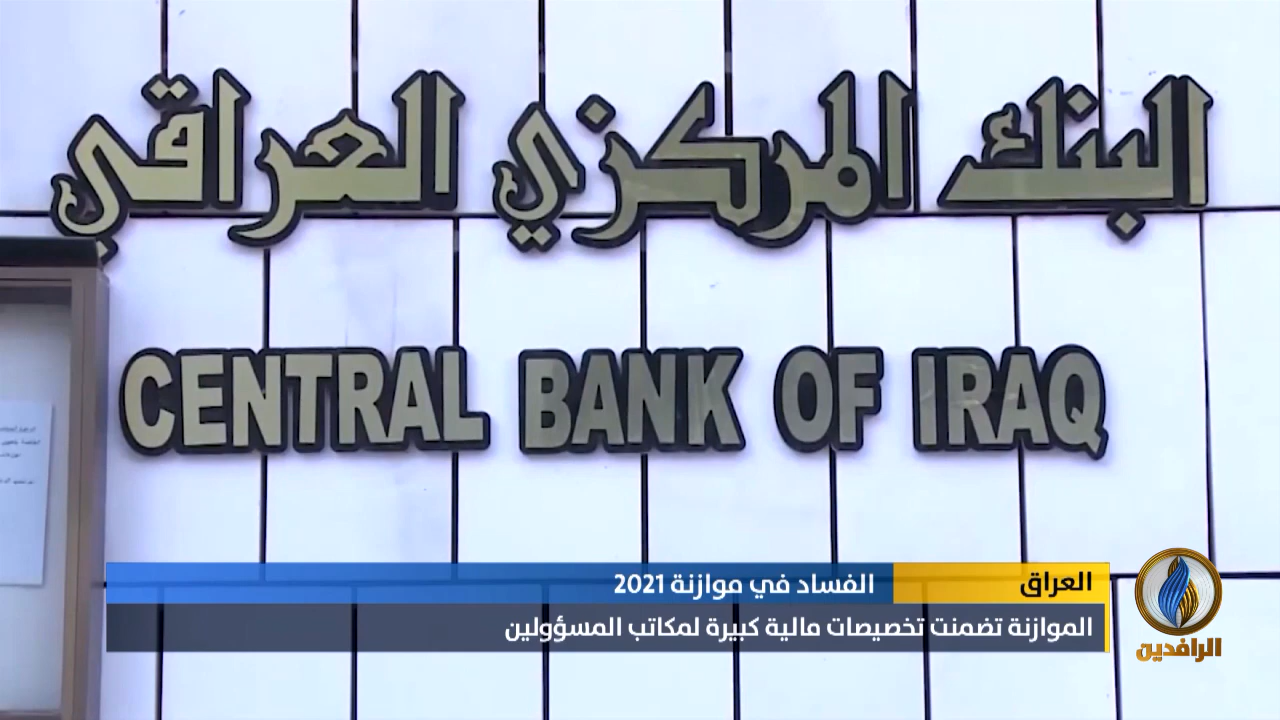 البنك المركزي العراقي
CENTRAL BANK OF IRAQ
العراق
الفساد في موازنة 2021
الموازنة تضمنت تخصيصات مالية كبيرة لمكاتب المسؤولين
الرافدين